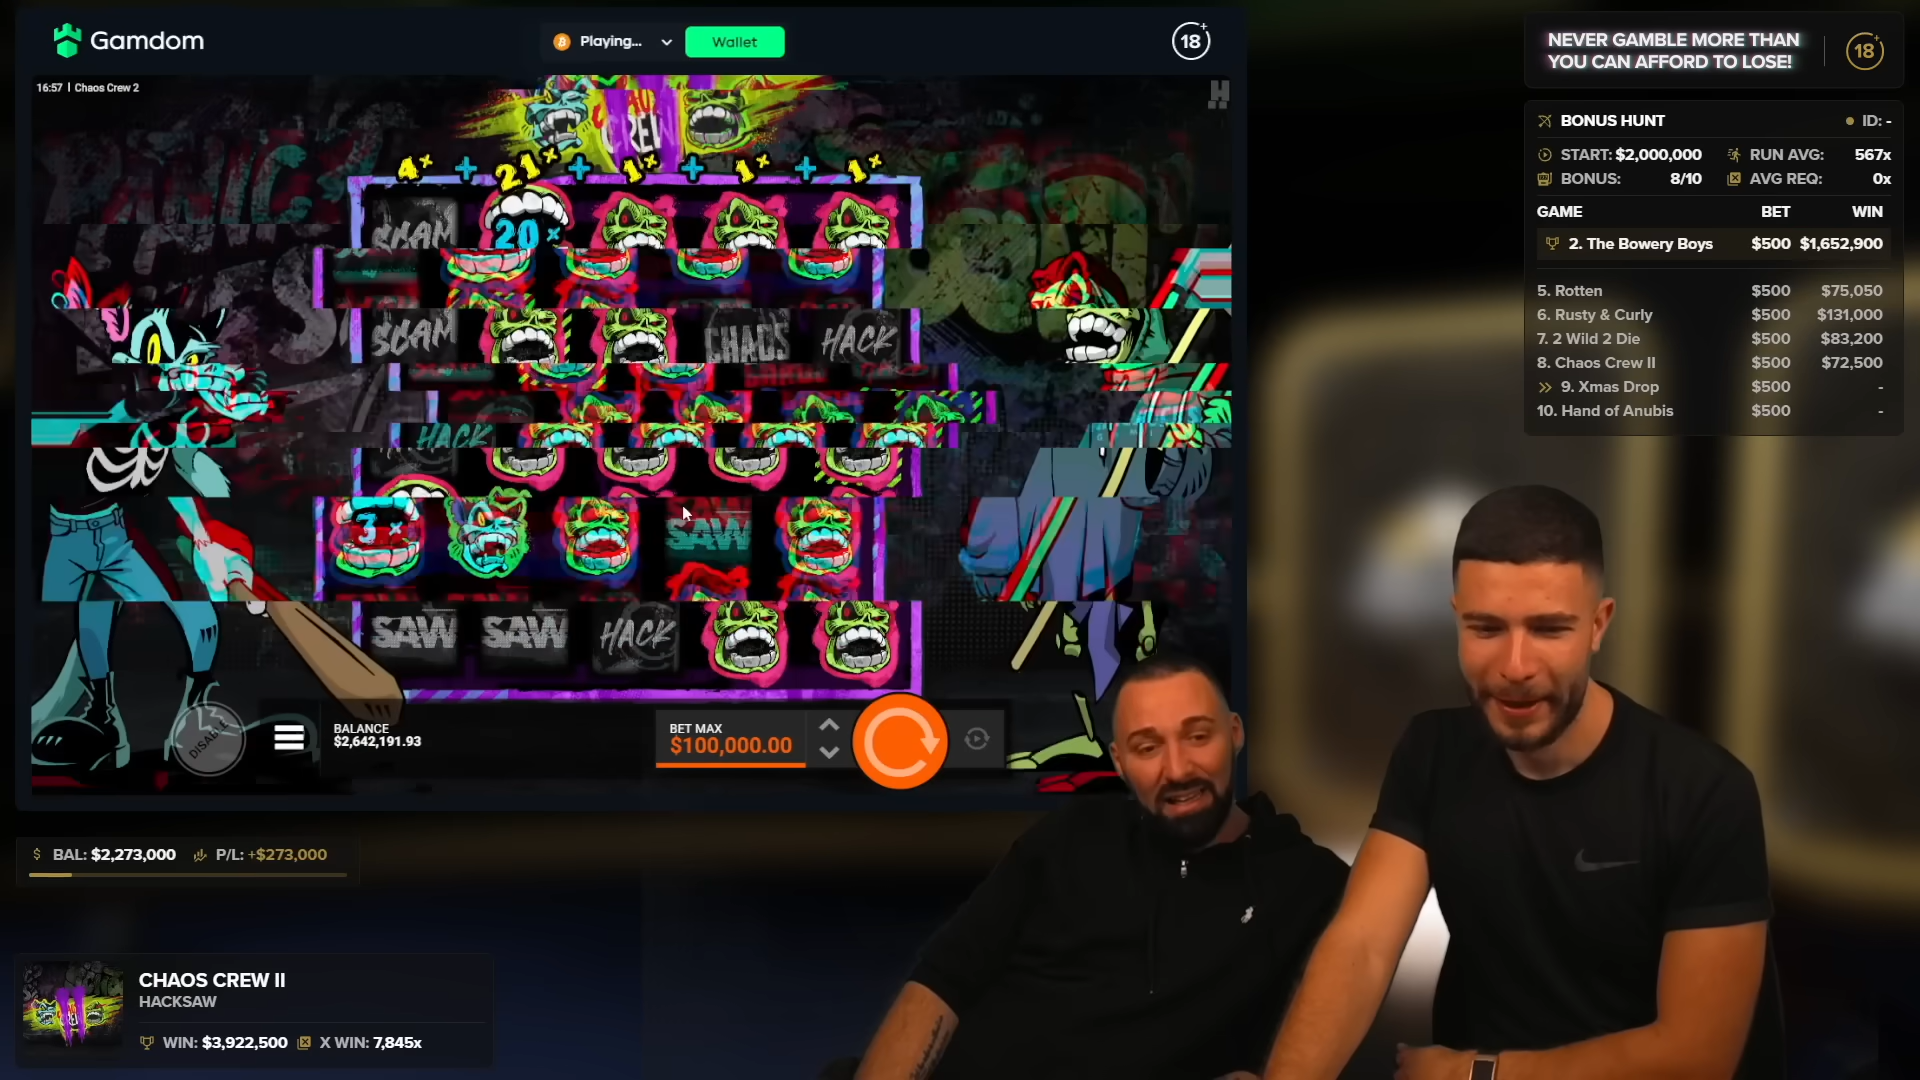 Gamdom
Playing...
Wallet
18+
16:57 | Chaos Crew 2
CREW
4x + 21x + 1x + 1x + 1x
20x
CHAOS
HACK
HACK
3x
SAW
SAW
SAW
HACK
DISABLE
BALANCE
$2,642,191.93
BET MAX
$100,000.00
BAL: $2,273,000
P/L: +$273,000
CHAOS CREW II
HACKSAW
WIN: $3,922,500
X WIN: 7,845x
NEVER GAMBLE MORE THAN
YOU CAN AFFORD TO LOSE!
18+
BONUS HUNT
ID: -
START: $2,000,000
RUN AVG: 567x
BONUS: 8/10
AVG REQ: 0x
GAME BET WIN
2. The Bowery Boys $500 $1,652,900
5. Rotten $500 $75,050
6. Rusty & Curly $500 $131,000
7. 2 Wild 2 Die $500 $83,200
8. Chaos Crew II $500 $72,500
9. Xmas Drop $500 -
10. Hand of Anubis $500 -